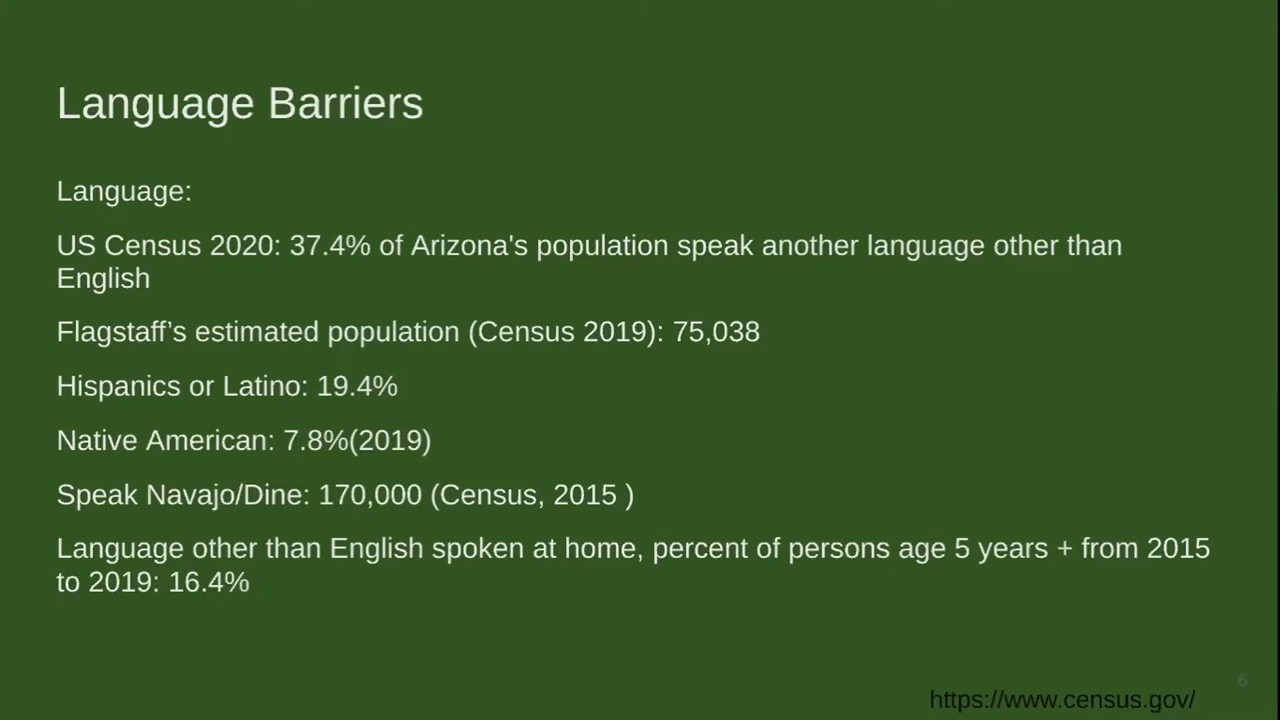 Language Barriers
Language:
US Census 2020: 37.4% of Arizona's population speak another language other than
English
Flagstaff’s estimated population (Census 2019): 75,038
Hispanics or Latino: 19.4%
Native American: 7.8%(2019)
Speak Navajo/Dine: 170,000 (Census, 2015 )
Language other than English spoken at home, percent of persons age 5 years + from 2015
to 2019: 16.4%
6
https://www.census.gov/